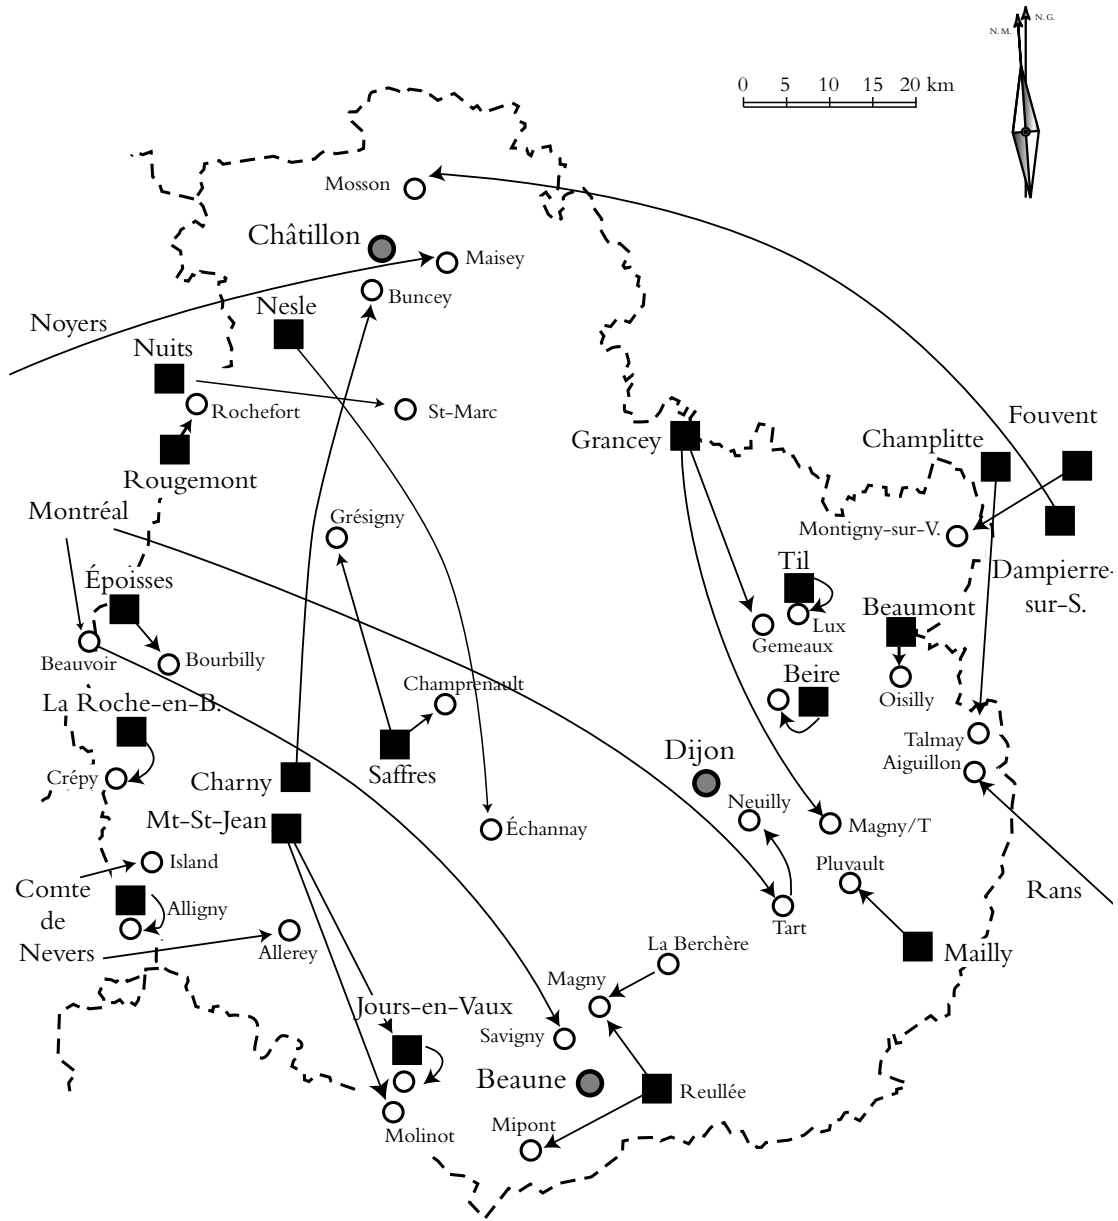 N. G.
N. M.
0 5 10 15 20 km
Mosson
Châtillon
Maisey
Buncey
Nesle
Noyers
Nuits
Rochefort
St-Marc
Fouvent
Champlitte
Grancey
Rougemont
Montréal
Grésigny
Montigny-sur-V.
Til
Dampierre-
sur-S.
Époisses
Beaumont
Lux
Gemeaux
Beauvoir
Bourbilly
Beire
Champrenault
Oisilly
La Roche-en-B.
Talmay
Dijon
Aiguillon
Crépy
Charny
Saffres
Neuilly
Mt-St-Jean
Échannay
Magny/T
Island
Pluvault
Comte
de
Nevers
Rans
Alligny
Tart
Allerey
La Berchère
Mailly
Magny
Jours-en-Vaux
Savigny
Beaune
Reullée
Mipont
Molinot